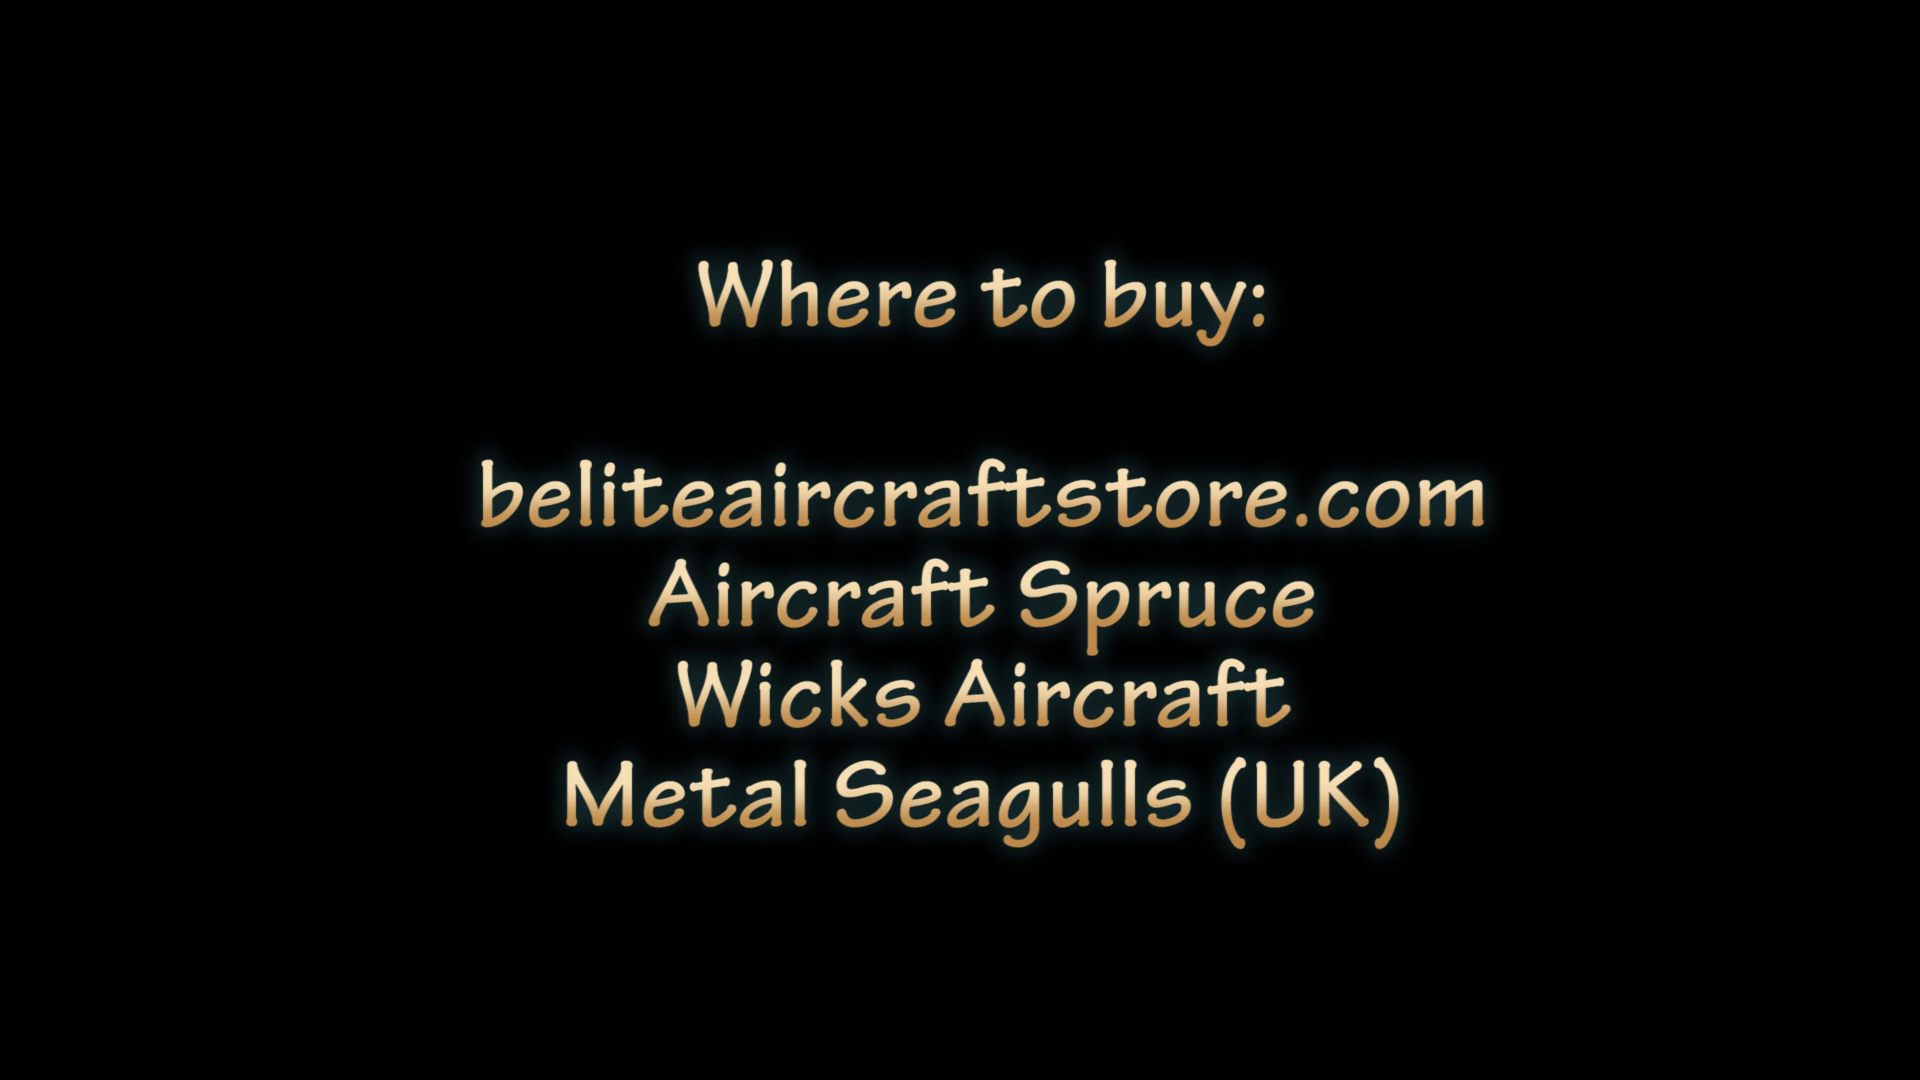 Where to buy:
beliteaircraftstore.com
Aircraft Spruce
Wicks Aircraft
Metal Seagulls (UK)